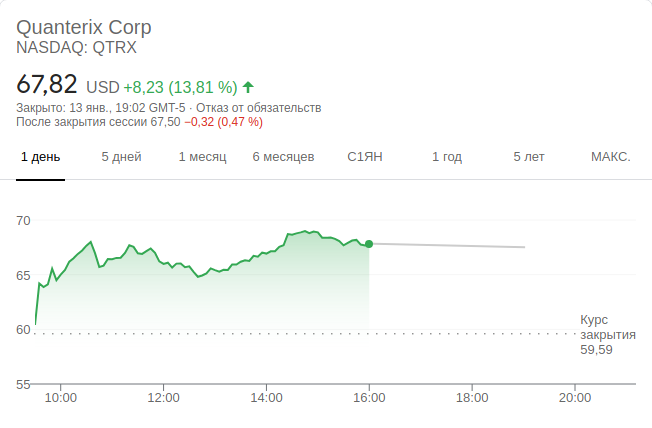 Quanterix Corp
NASDAQ: QTRX
67,82 USD +8,23 (13,81 %)
Закрыто: 13 янв., 19:02 GMT-5 · Отказ от обязательств
После закрытия сессии 67,50 −0,32 (0,47 %)
1 день 5 дней 1 месяц 6 месяцев С1ЯН 1 год 5 лет МАКС.
70
65
60
Курс
закрытия
59,59
55
10:00 12:00 14:00 16:00 18:00 20:00